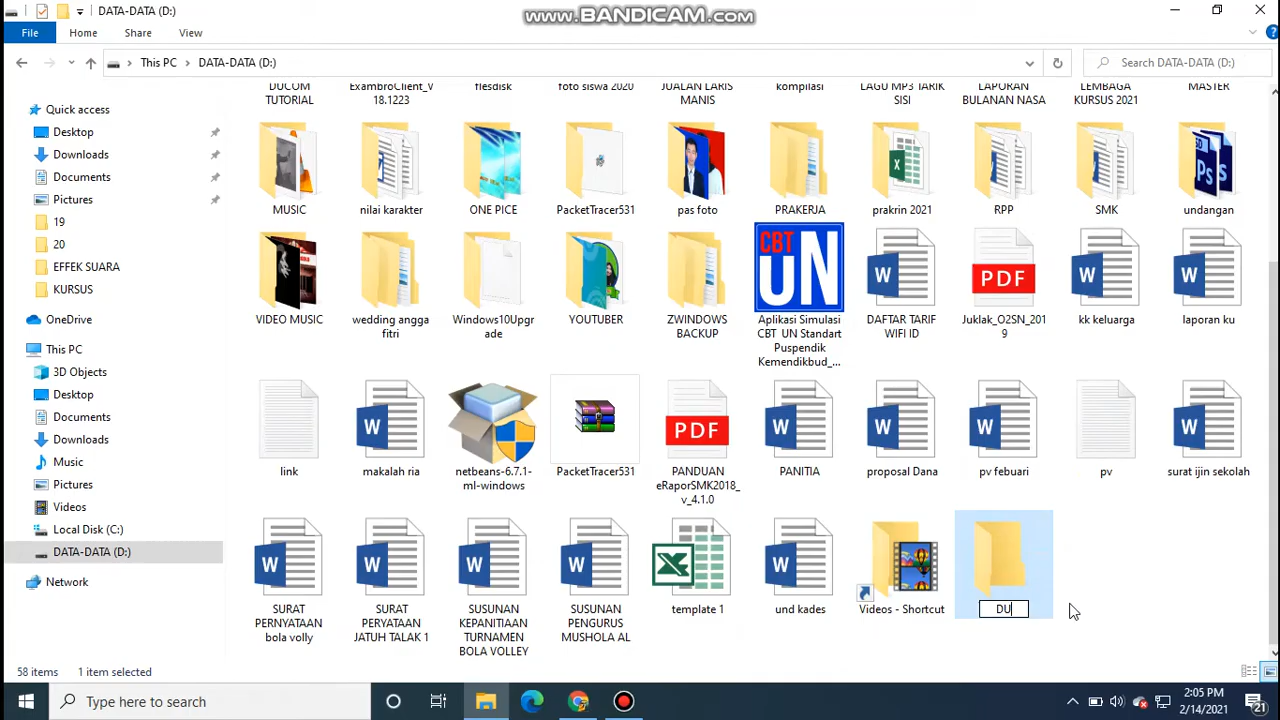 DATA-DATA (D:)
www.BANDICAM.com
File Home Share View
This PC DATA-DATA (D:)
Search DATA-DATA (D:)
Quick access
Desktop
Downloads
Documents
Pictures
19
20
EFFEK SUARA
KURSUS
OneDrive
This PC
3D Objects
Desktop
Documents
Downloads
Music
Pictures
Videos
Local Disk (C:)
DATA-DATA (D:)
Network
DUCOM
TUTORIAL
ExambroClient_V
18.1223
flesdisk
foto siswa 2020
JUALAN LARIS
MANIS
kompilasi
LAGU MP3 TARIK
SISI
LAPORAN
BULANAN NASA
LEMBAGA
KURSUS 2021
MASTER
MUSIC
nilai karakter
ONE PICE
PacketTracer531
pas foto
PRAKERJA
prakrin 2021
RPP
SMK
undangan
VIDEO MUSIC
wedding angga
fitri
Windows10Upgr
ade
YOUTUBER
ZWINDOWS
BACKUP
CBT
UN
Aplikasi Simulasi
CBT UN Standart
Puspendik
Kemendikbud_...
DAFTAR TARIF
WIFI ID
PDF
Juklak_O2SN_201
9
kk keluarga
laporan ku
link
makalah ria
netbeans-6.7.1-
ml-windows
PacketTracer531
PDF
PANDUAN
eRaporSMK2018_
v_4.1.0
PANITIA
proposal Dana
pv febuari
pv
surat ijin sekolah
SURAT
PERNYATAAN
bola volly
SURAT
PERYATAAN
JATUH TALAK 1
SUSUNAN
KEPANITIAAN
TURNAMEN
BOLA VOLLEY
SUSUNAN
PENGURUS
MUSHOLA AL
template 1
und kades
Videos - Shortcut
DU
58 items 1 item selected
Type here to search
2:05 PM
2/14/2021
21